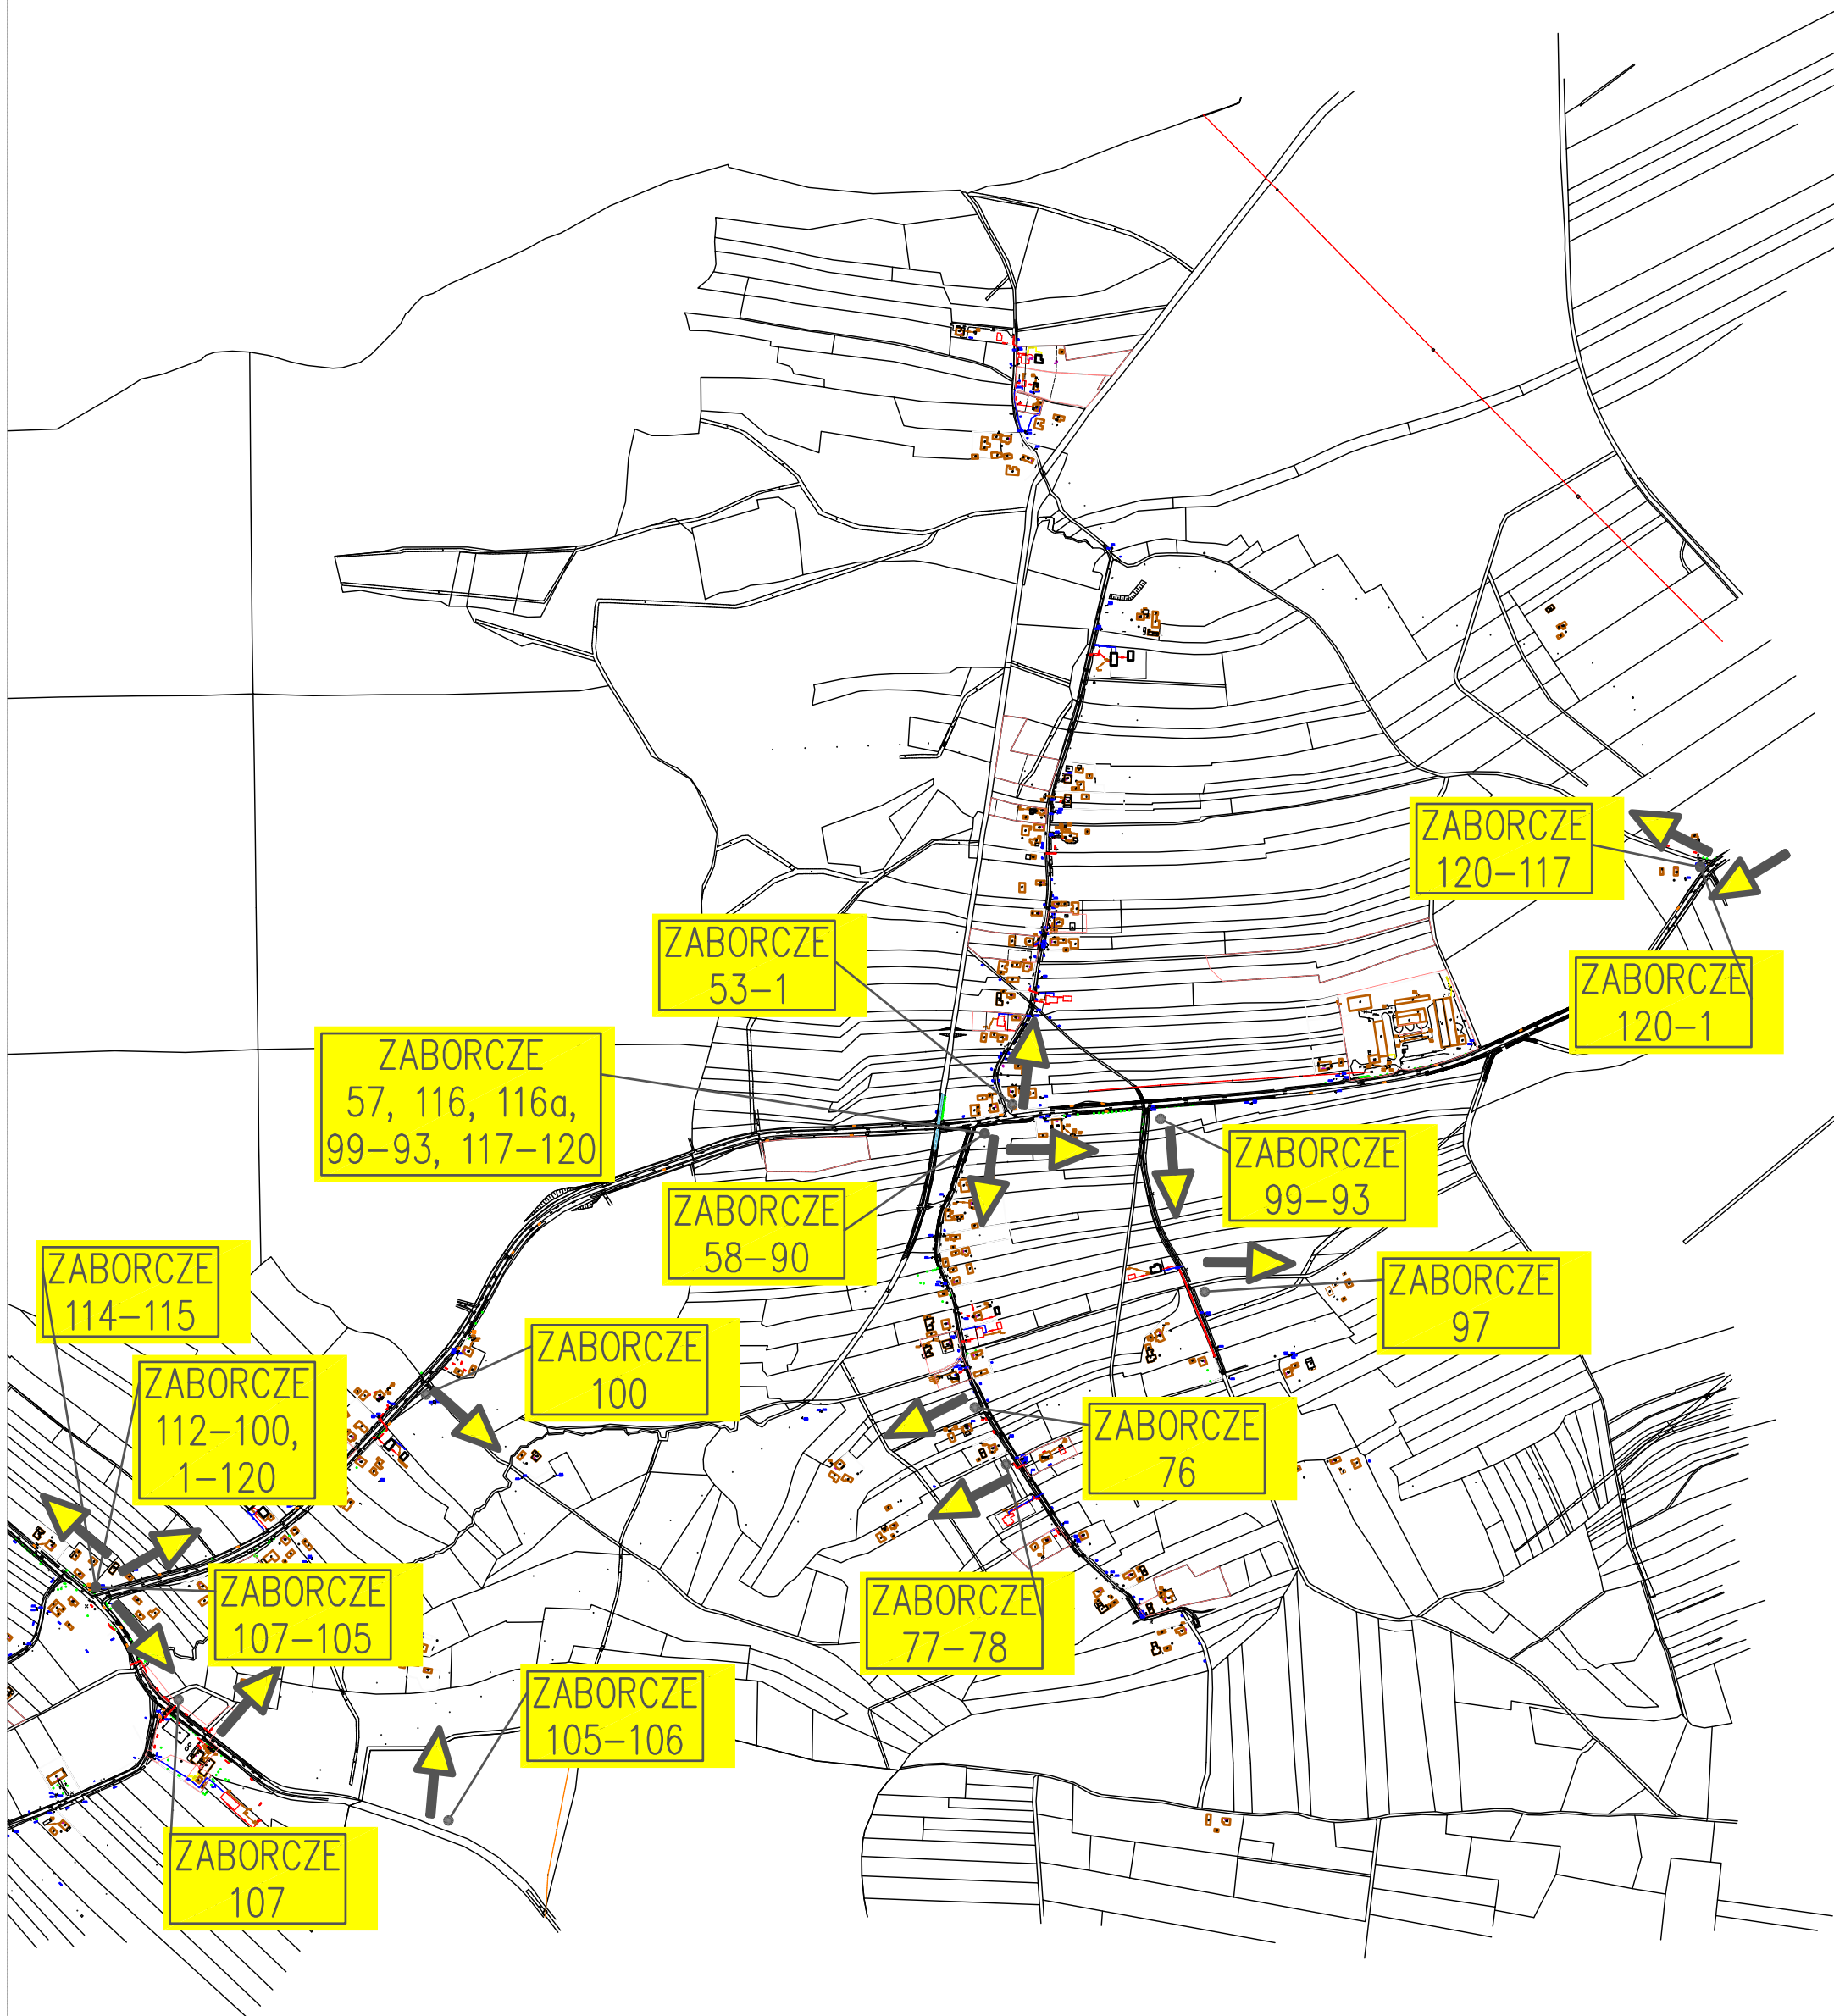 ZABORCZE
120-117
ZABORCZE
53-1
ZABORCZE
120-1
ZABORCZE
57, 116, 116a,
99-93, 117-120
ZABORCZE
99-93
ZABORCZE
58-90
ZABORCZE
114-115
ZABORCZE
97
ZABORCZE
100
ZABORCZE
112-100,
1-120
ZABORCZE
76
ZABORCZE
107-105
ZABORCZE
77-78
ZABORCZE
105-106
ZABORCZE
107